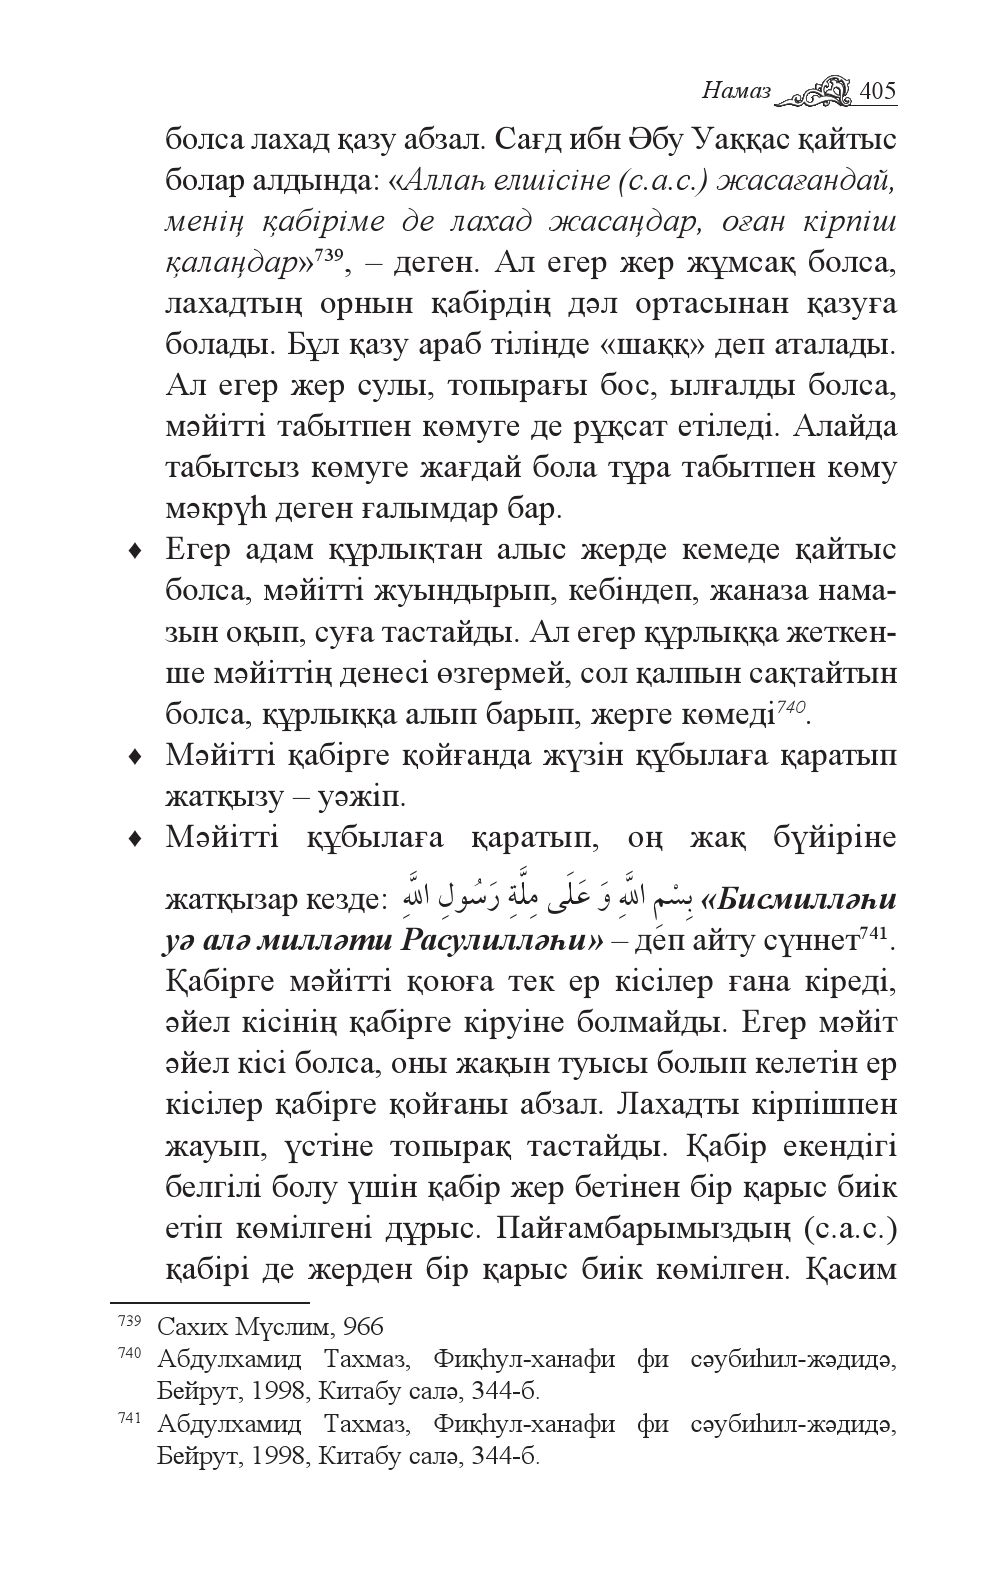 Намаз 405
болса лахад қазу абзал. Сағд ибн Әбу Уаққас қайтыс
болар алдында: «Аллаһ елшісіне (с.а.с.) жасағандай,
менің қабіріме де лахад жасаңдар, оған кірпіш
қалаңдар»⁷³⁹, – деген. Ал егер жер жұмсақ болса,
лахадтың орнын қабірдің дәл ортасынан қазуға
болады. Бұл қазу араб тілінде «шаққ» деп аталады.
Ал егер жер сулы, топырағы бос, ылғалды болса,
мәйітті табытпен көмуге де рұқсат етіледі. Алайда
табытсыз көмуге жағдай бола тұра табытпен көму
мәкрүһ деген ғалымдар бар.
♦ Егер адам құрлықтан алыс жерде кемеде қайтыс
болса, мәйітті жуындырып, кебіндеп, жаназа нама-
зын оқып, суға тастайды. Ал егер құрлыққа жеткен-
ше мәйіттің денесі өзгермей, сол қалпын сақтайтын
болса, құрлыққа алып барып, жерге көмеді⁷⁴⁰.
♦ Мәйітті қабірге қойғанда жүзін құбылаға қаратып
жатқызу – уәжіп.
♦ Мәйітті құбылаға қаратып, оң жақ бүйіріне
жатқызар кезде: بِسْمِ اللَّهِ وَ عَلَى مِلَّةِ رَسُولِ اللَّهِ «Бисмилләһи
уә алә милләти Расулилләһи» – деп айту сүннет⁷⁴¹.
Қабірге мәйітті қоюға тек ер кісілер ғана кіреді,
әйел кісінің қабірге кіруіне болмайды. Егер мәйіт
әйел кісі болса, оны жақын туысы болып келетін ер
кісілер қабірге қойғаны абзал. Лахадты кірпішпен
жауып, үстіне топырақ тастайды. Қабір екендігі
белгілі болу үшін қабір жер бетінен бір қарыс биік
етіп көмілгені дұрыс. Пайғамбарымыздың (с.а.с.)
қабірі де жерден бір қарыс биік көмілген. Қасим
739 Сахих Мүслим, 966
740 Абдулхамид Тахмаз, Фиқһул-ханафи фи сәубиһил-жәдидә,
Бейрут, 1998, Китабу салә, 344-б.
741 Абдулхамид Тахмаз, Фиқһул-ханафи фи сәубиһил-жәдидә,
Бейрут, 1998, Китабу салә, 344-б.